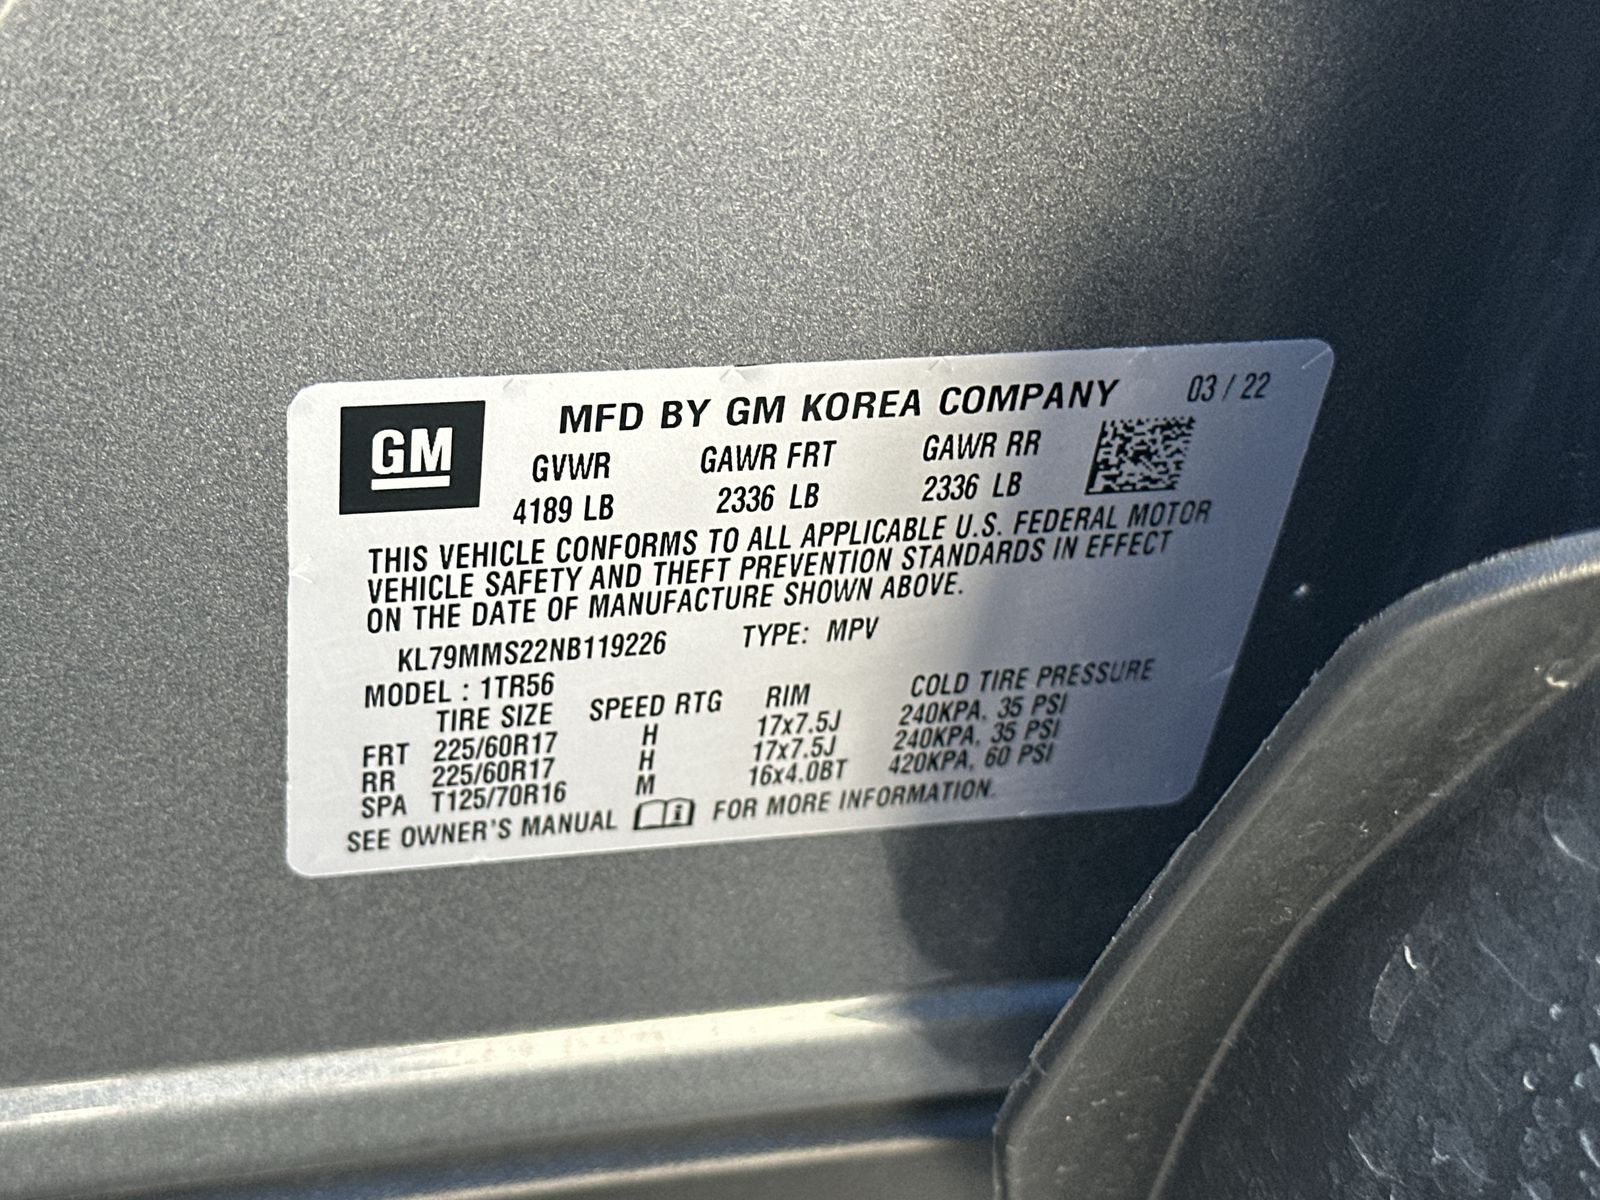 GM
MFD BY GM KOREA COMPANY 03 / 22
GVWR GAWR FRT GAWR RR
4189 LB 2336 LB 2336 LB
THIS VEHICLE CONFORMS TO ALL APPLICABLE U.S. FEDERAL MOTOR
VEHICLE SAFETY AND THEFT PREVENTION STANDARDS IN EFFECT
ON THE DATE OF MANUFACTURE SHOWN ABOVE.
KL79MMS22NB119226 TYPE: MPV
MODEL : 1TR56
TIRE SIZE SPEED RTG RIM COLD TIRE PRESSURE
FRT 225/60R17 H 17x7.5J 240KPA, 35 PSI
RR 225/60R17 H 17x7.5J 240KPA, 35 PSI
SPA T125/70R16 M 16x4.0BT 420KPA, 60 PSI
SEE OWNER'S MANUAL i FOR MORE INFORMATION.